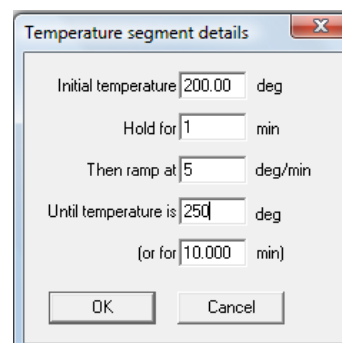 Temperature segment details
Initial temperature 200.00 deg
Hold for 1 min
Then ramp at 5 deg/min
Until temperature is 250 deg
(or for 10.000 min)
OK Cancel